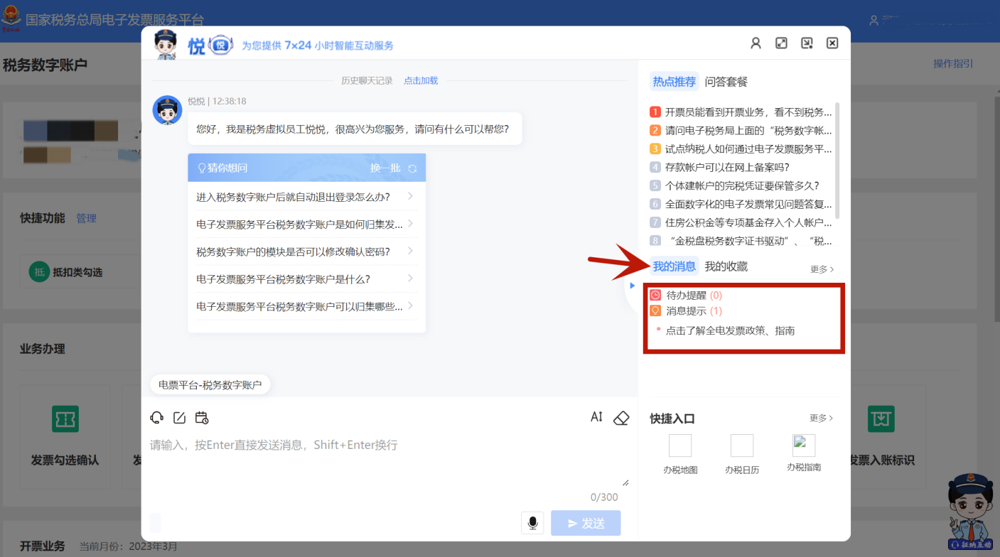 国家税务总局电子发票服务平台
税务数字账户
操作指引
悦 悦 为您提供 7×24 小时智能互动服务
历史聊天记录 点击加载
悦悦 | 12:38:18
您好，我是税务虚拟员工悦悦，很高兴为您服务，请问有什么可以帮您？
猜你想问 换一批
进入税务数字账户后就自动退出登录怎么办？
电子发票服务平台税务数字账户是如何归集发...
税务数字账户的模块是否可以修改确认密码？
电子发票服务平台税务数字账户是什么？
电子发票服务平台税务数字账户可以归集哪些...
电票平台-税务数字账户
AI
请输入，按Enter直接发送消息，Shift+Enter换行
0/300
发送
热点推荐 问答套餐
1 开票员能看到开票业务，看不到税务...
2 请问电子税务局上面的“税务数字帐...
3 试点纳税人如何通过电子发票服务平...
4 存款帐户可以在网上备案吗？
5 个体建帐户的完税凭证要保管多久？
6 全面数字化的电子发票常见问题答复...
7 住房公积金等专项基金存入个人帐户...
8 “金税盘税务数字证书驱动”、“税...
我的消息 我的收藏 更多
待办提醒 (0)
消息提示 (1)
点击了解全电发票政策、指南
快捷入口 更多
办税地图 办税日历 办税指南
快捷功能 管理
抵 抵扣类勾选
业务办理
发票勾选确认 发 发票入账标识
开票业务 当前月份：2023年3月
征纳互动